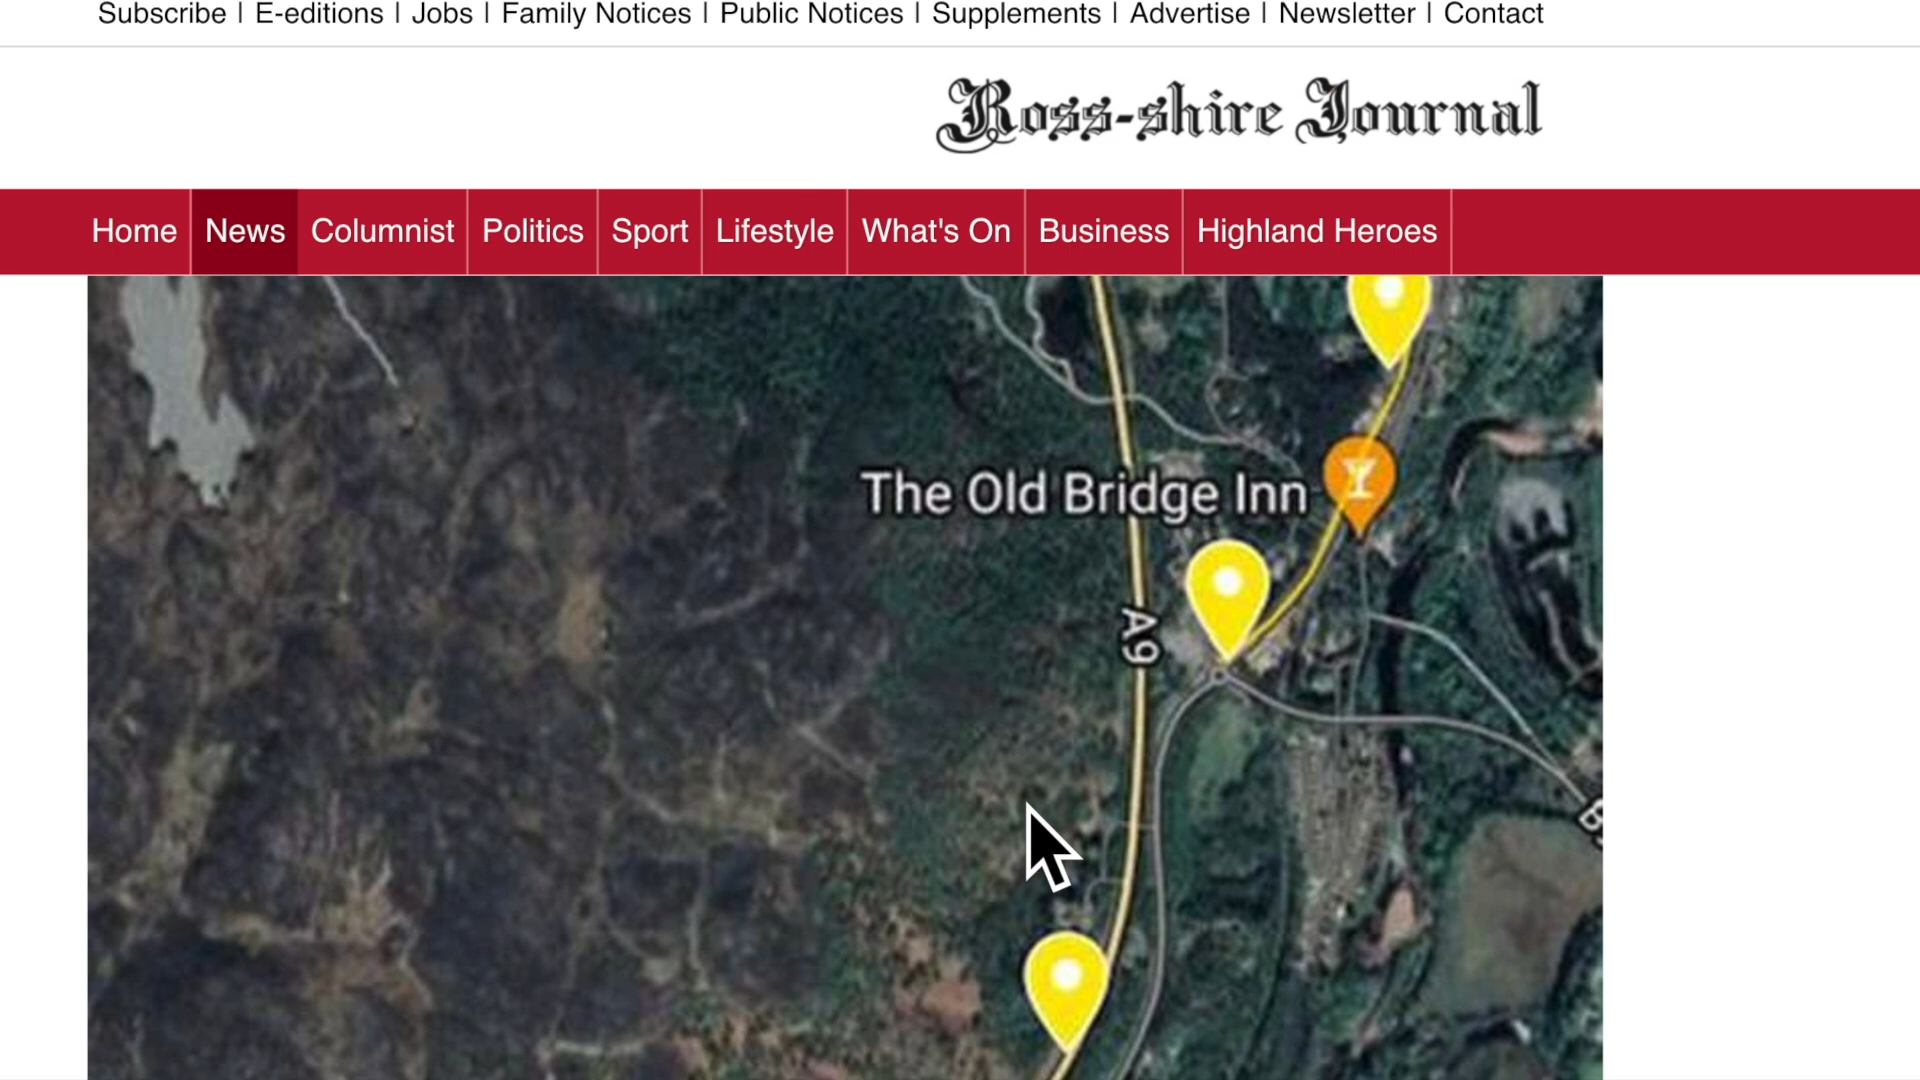 Subscribe | E-editions | Jobs | Family Notices | Public Notices | Supplements | Advertise | Newsletter | Contact
Ross-shire Journal
Home News Columnist Politics Sport Lifestyle What's On Business Highland Heroes
The Old Bridge Inn
A9